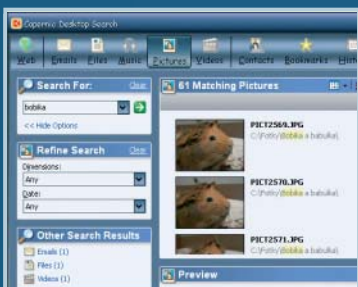 Copernic Desktop Search
Web Emails Files Music Pictures Videos Contacts Bookmarks
Search For: Clear
bobika
<< Hide Options
Refine Search Clear
Dimensions:
Any
Date:
Any
Other Search Results
Emails (1)
Files (1)
Videos (1)
61 Matching Pictures
PICT2569.JPG
C:\Fotky\Bobika a babulka\
PICT2570.JPG
C:\Fotky\Bobika a babulka\
PICT2571.JPG
C:\Fotky\Bobika a babulka\
Preview